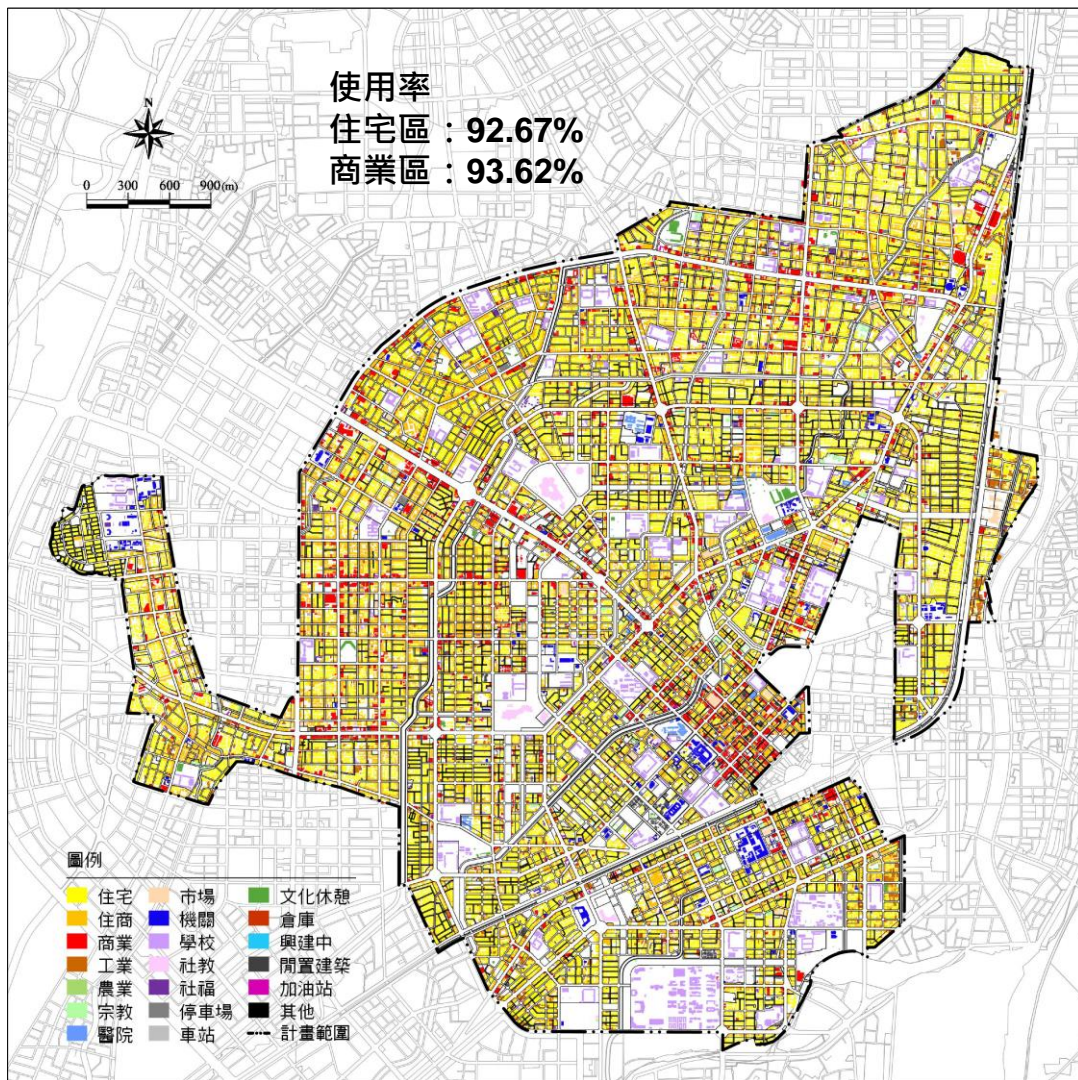 使用率
住宅區：92.67%
商業區：93.62%
N
0 300 600 900(m)
圖例
住宅 市場 文化休憩
住商 機關 倉庫
商業 學校 興建中
工業 社教 閒置建築
農業 社福 加油站
宗教 停車場 其他
醫院 車站 計畫範圍